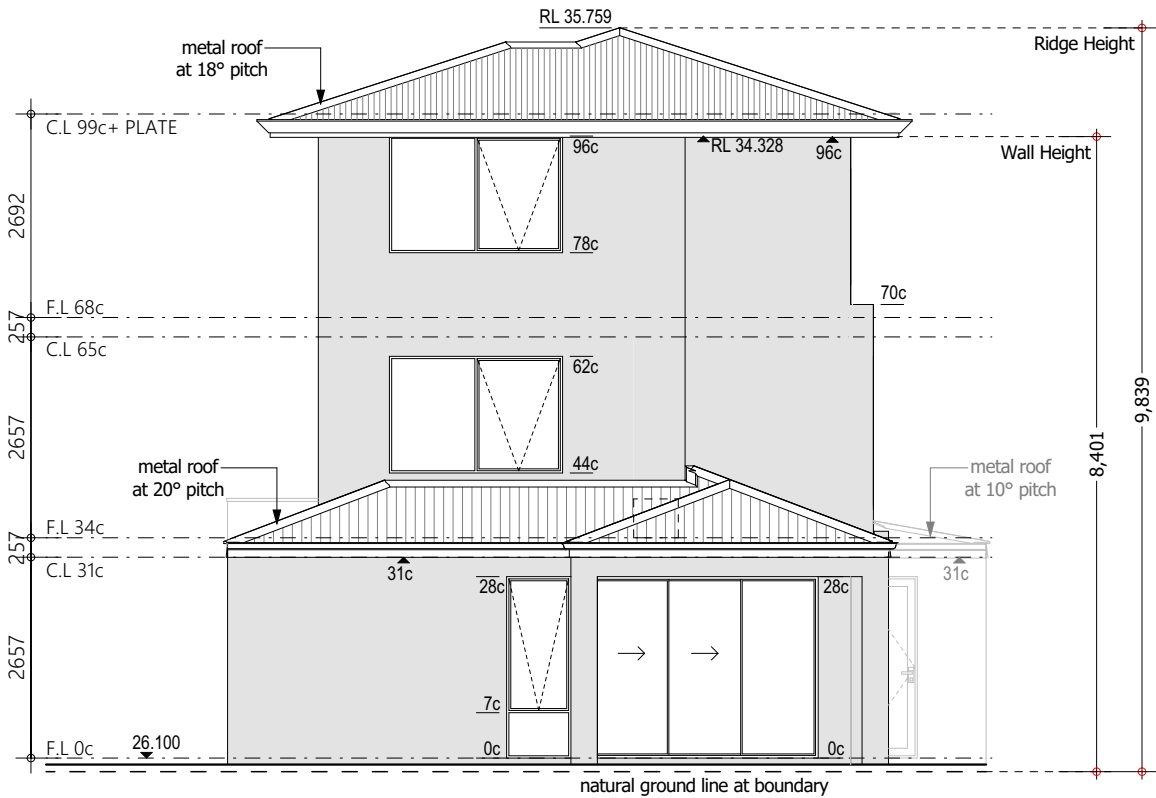 RL 35.759
Ridge Height
metal roof
at 18° pitch
C.L 99c+ PLATE
96c
RL 34.328
96c
Wall Height
2692
78c
70c
F.L 68c
257
C.L 65c
62c
2657
9,839
8,401
44c
metal roof
at 20° pitch
metal roof
at 10° pitch
F.L 34c
257
C.L 31c
31c
31c
28c
28c
2657
7c
0c
0c
F.L 0c
26.100
natural ground line at boundary